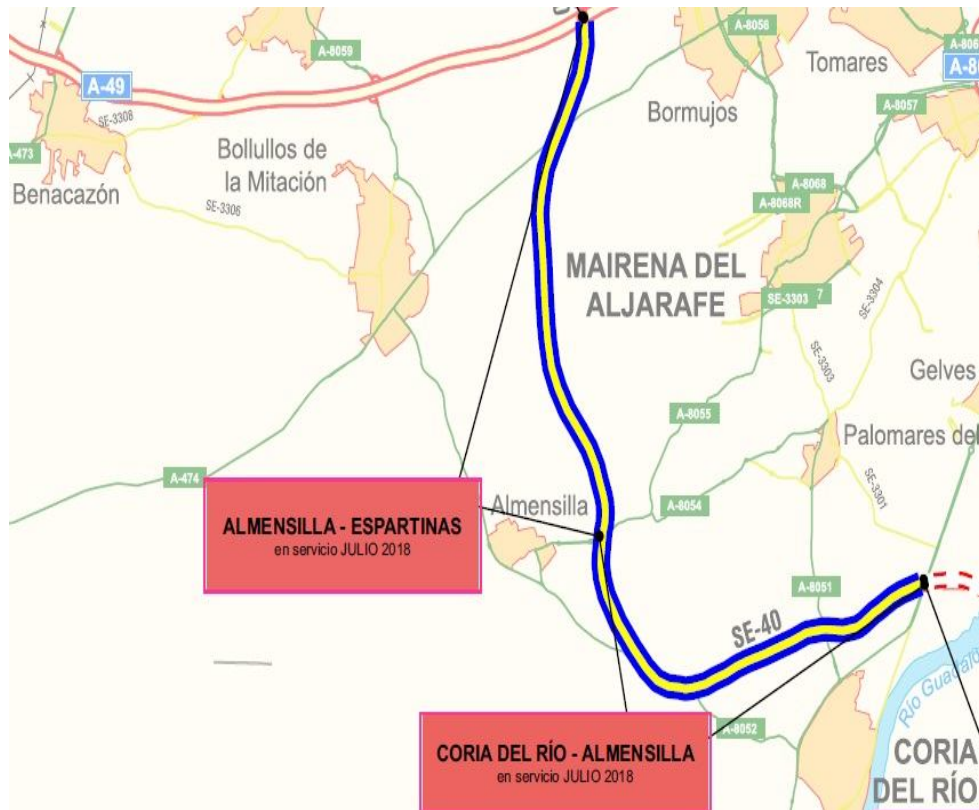 A-8059
A-8056
Tomares
A-49
A-8057
Bormujos
SE-3308
A-473
Bollullos de
la Mitación
Benacazón
A-8068
A-8068R
SE-3306
MAIRENA DEL
ALJARAFE
SE-3303
7
SE-3304
SE-3303
Gelves
A-8055
Palomares del
A-474
SE-3301
Almensilla
A-8054
ALMENSILLA - ESPARTINAS
en servicio JULIO 2018
A-8051
SE-40
Río Guadal
A-8052
CORIA DEL RÍO - ALMENSILLA
en servicio JULIO 2018
CORIA
DEL RÍO